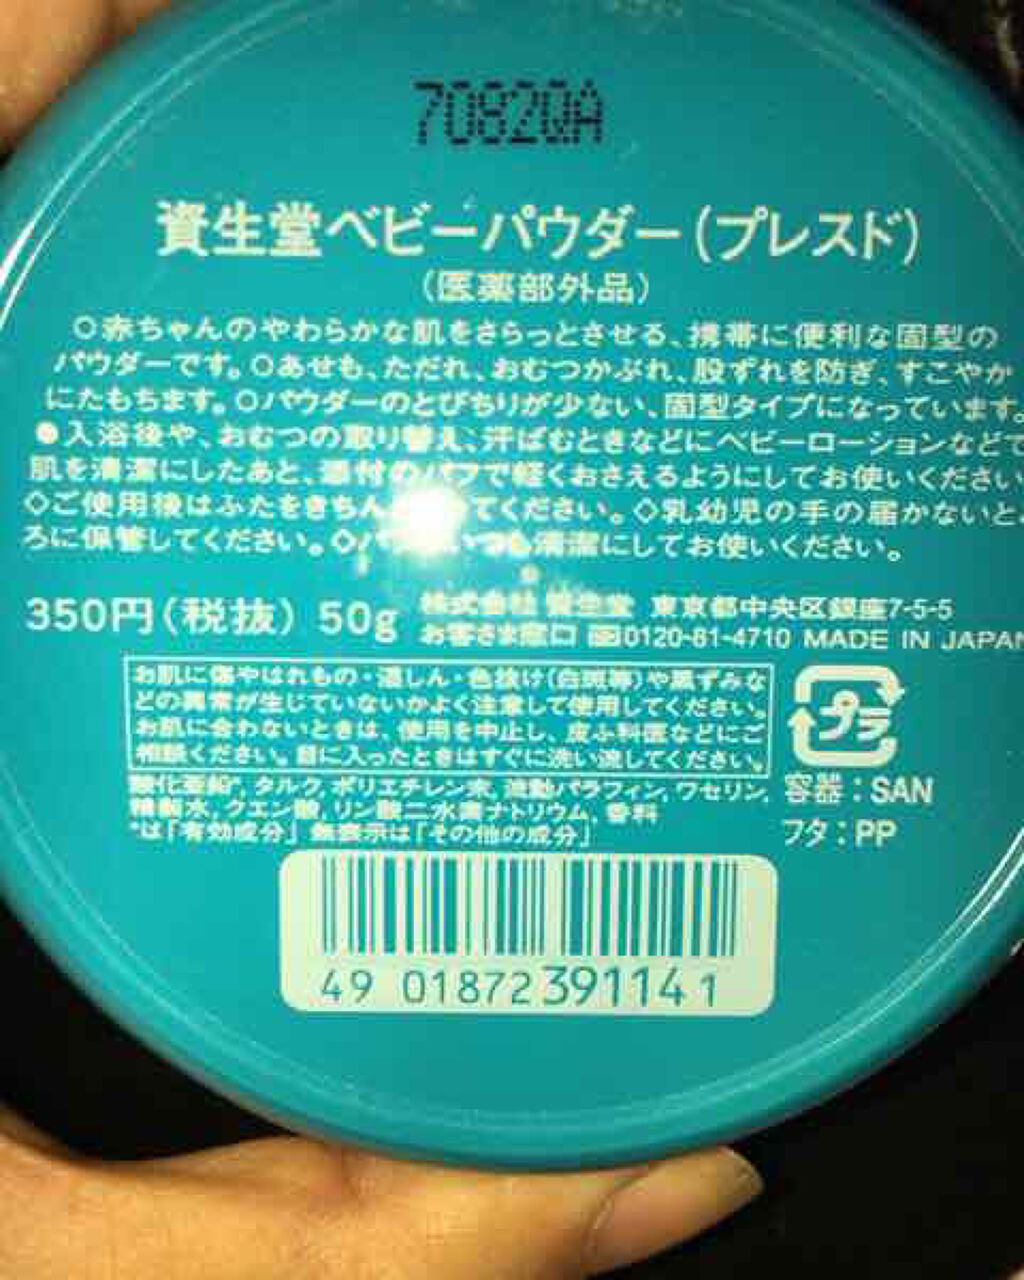 7082QA
資生堂ベビーパウダー(プレスド)
(医薬部外品)
○赤ちゃんのやわらかな肌をさらっとさせる、携帯に便利な固型の
パウダーです。○あせも、ただれ、おむつかぶれ、股ずれを防ぎ、すこやか
にたもちます。○パウダーのとびちりが少ない、固型タイプになっています。
●入浴後や、おむつの取り替え、汗ばむときなどにベビーローションなどで
肌を清潔にしたあと、添付のパフで軽くおさえるようにしてお使いください
◇ご使用後はふたをきちん てください。◇乳幼児の手の届かないと
ろに保管してください。◇ いつも清潔にしてお使いください。
350円(税抜) 50g
株式会社 資生堂 東京都中央区銀座7-5-5
お客さま窓口 0120-81-4710 MADE IN JAPAN
お肌に傷やはれもの・湿しん・色抜け(白斑等)や黒ずみな
どの異常が生じていないかよく注意して使用してください。
お肌に合わないときは、使用を中止し、皮ふ科医などにご
相談ください。目に入ったときはすぐに洗い流してください。
プラ
酸化亜鉛*, タルク, ポリエチレン末, 流動パラフィン, ワセリン,
精製水, クエン酸, リン酸二水素ナトリウム, 香料
*は「有効成分」 無表示は「その他の成分」
容器：SAN
フタ：PP
49 01872 391141